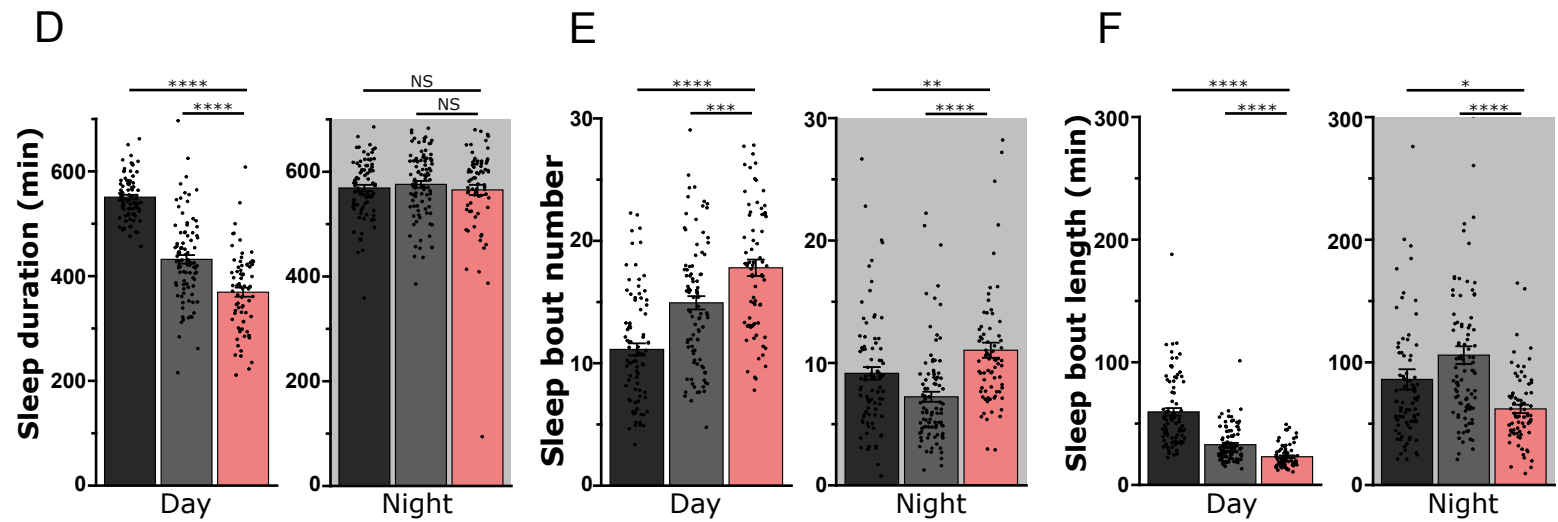 D
E
F
Sleep duration (min)
600
400
200
0
****
****
Day
600
400
200
0
NS
NS
Night
Sleep bout number
30
20
10
0
****
***
Day
30
20
10
0
**
****
Night
Sleep bout length (min)
300
200
100
0
****
****
Day
300
200
100
0
*
****
Night